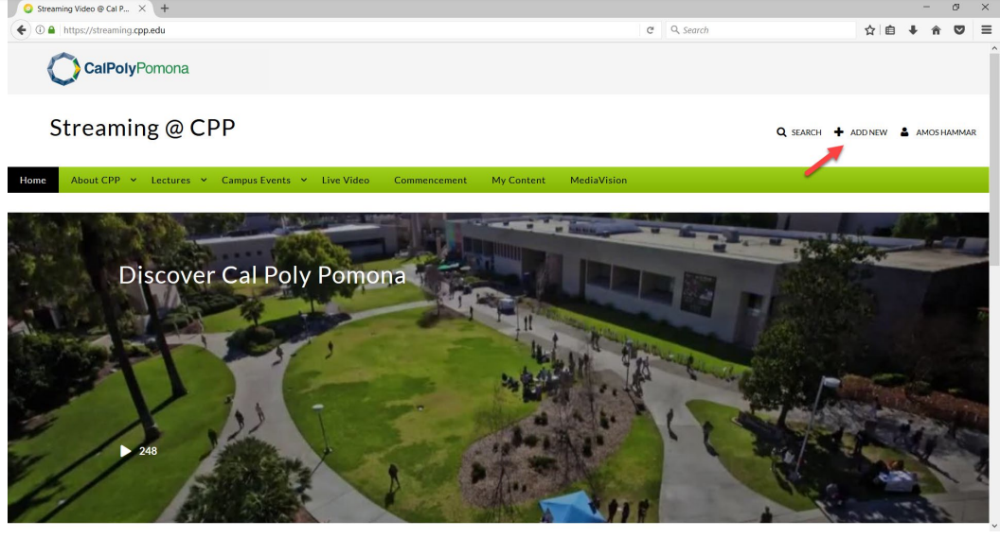 Streaming Video @ Cal P...
https://streaming.cpp.edu
Search
CalPolyPomona
Streaming @ CPP
SEARCH ADD NEW AMOS HAMMAR
Home About CPP Lectures Campus Events Live Video Commencement My Content MediaVision
Discover Cal Poly Pomona
248